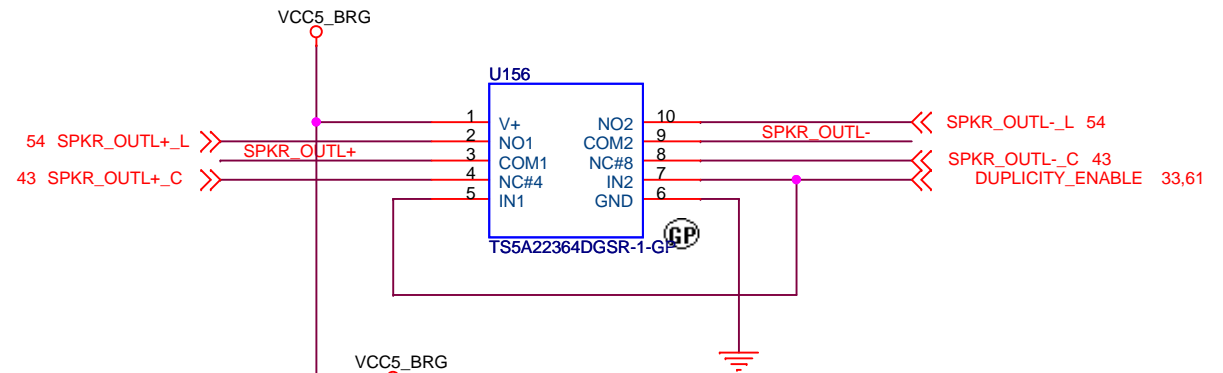 VCC5_BRG
U156
1 V+ NO2 10
54 SPKR_OUTL+_L 2 NO1 COM2 9 SPKR_OUTL- SPKR_OUTL-_L 54
SPKR_OUTL+ 3 COM1 NC#8 8 SPKR_OUTL-_C 43
43 SPKR_OUTL+_C 4 NC#4 IN2 7 DUPLICITY_ENABLE 33,61
5 IN1 GND 6
TS5A22364DGSR-1-GP
GP
VCC5_BRG